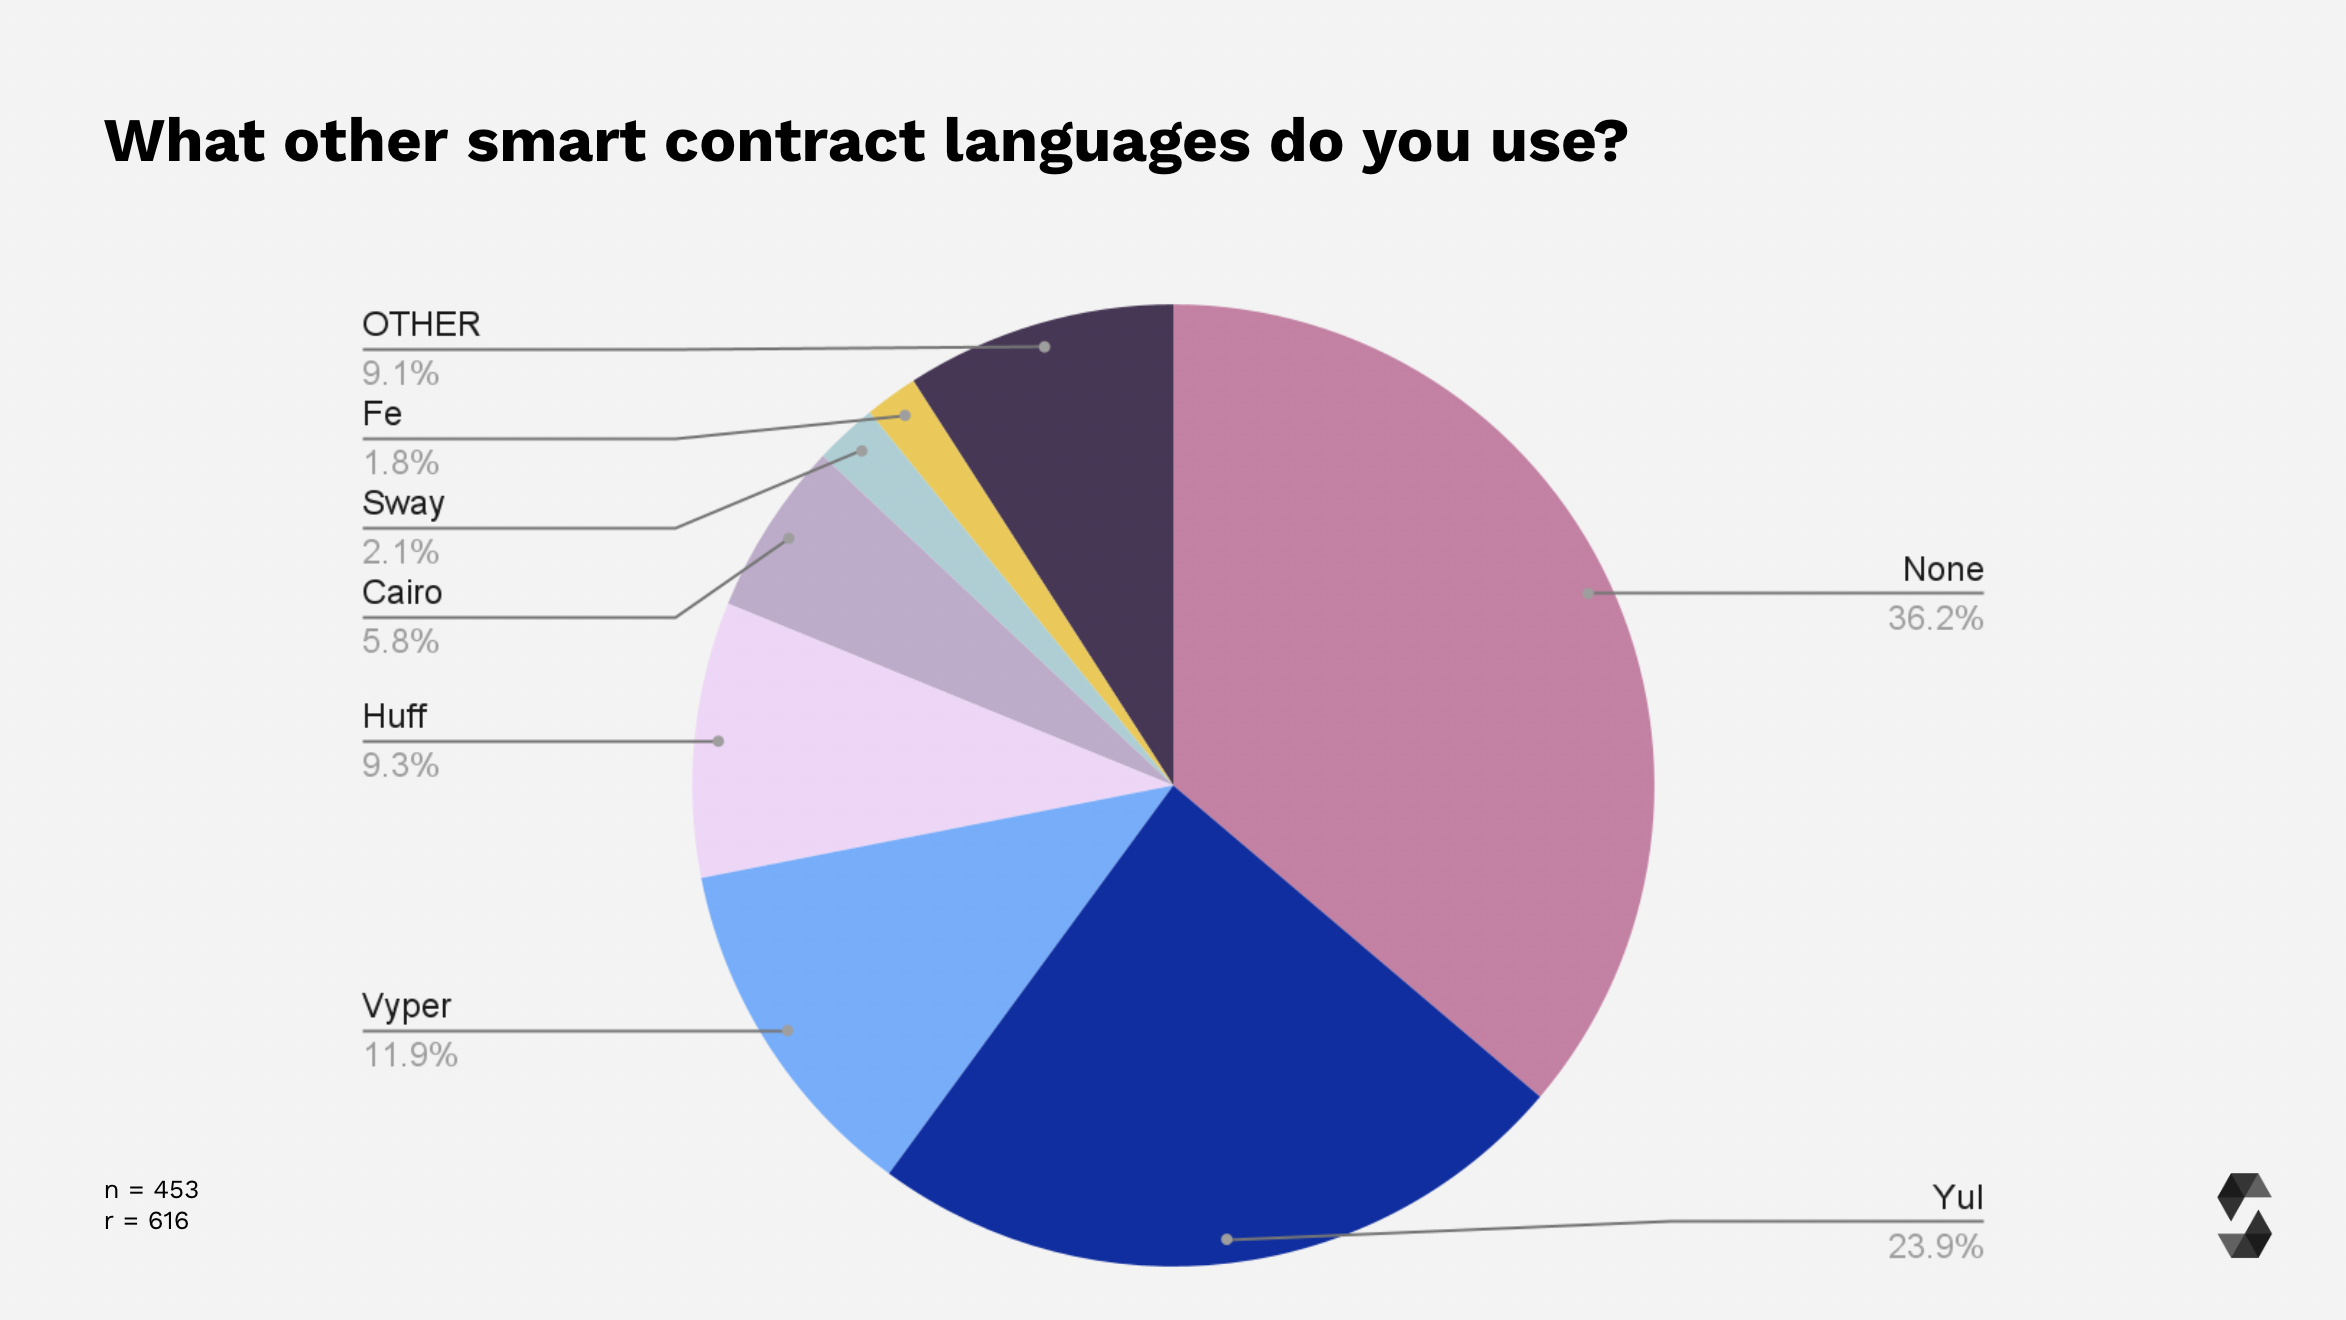 What other smart contract languages do you use?
OTHER
9.1%
Fe
1.8%
Sway
2.1%
Cairo
5.8%
Huff
9.3%
Vyper
11.9%
None
36.2%
Yul
23.9%
n = 453
r = 616